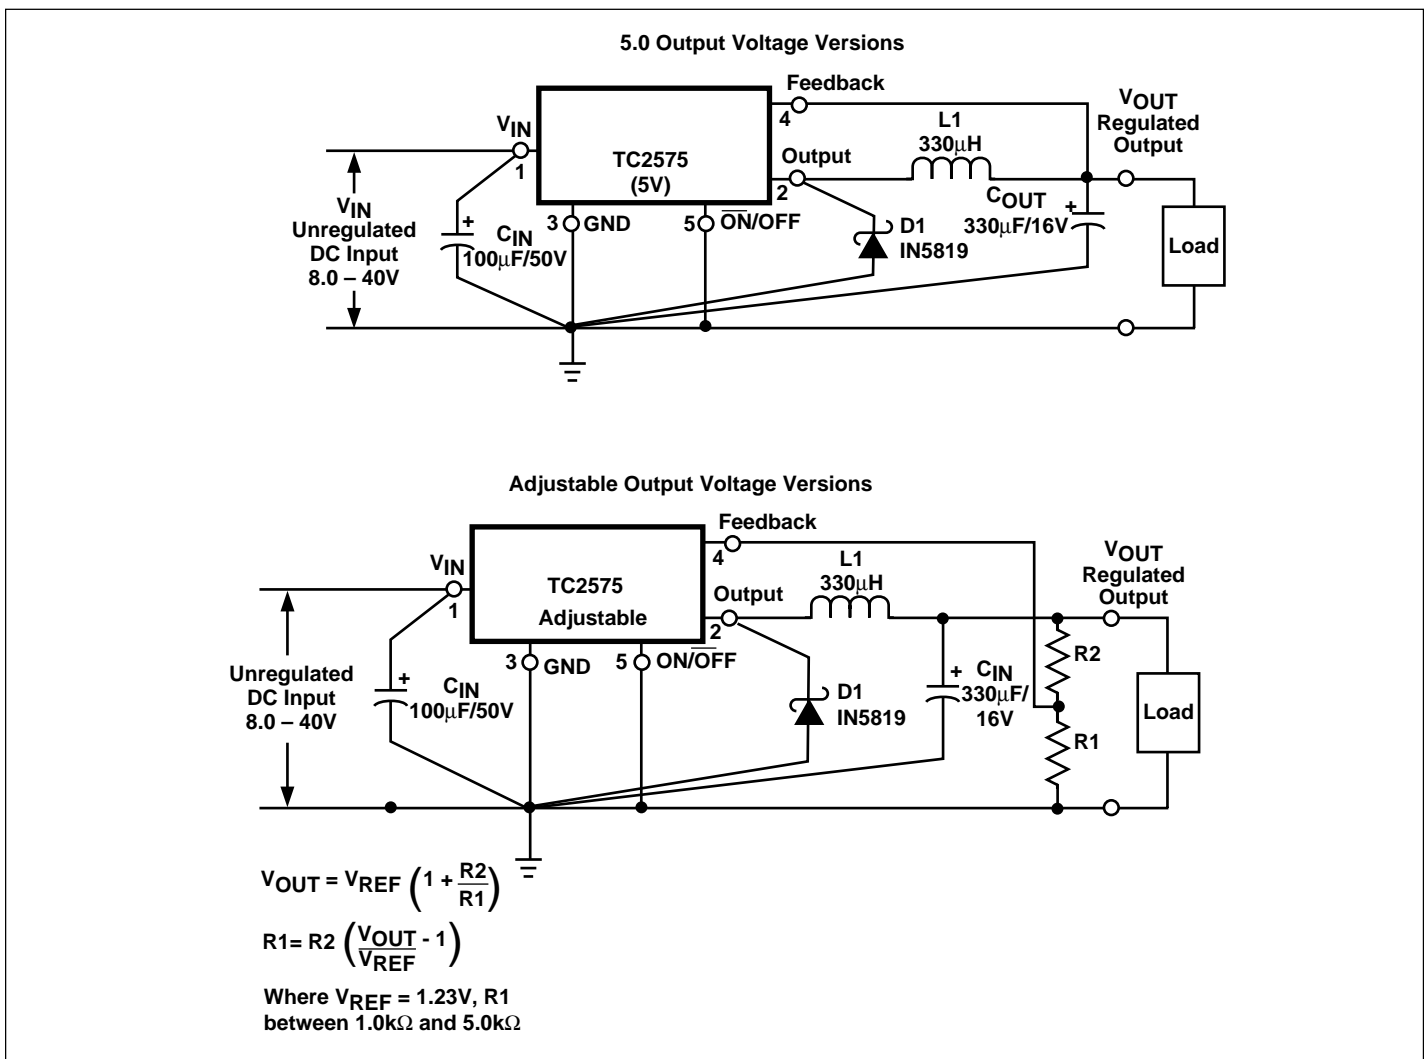 5.0 Output Voltage Versions
Feedback
4
VIN
1
TC2575
(5V)
Output
2
L1
330μH
VOUT
Regulated
Output
3 GND
5 O̅N̅/OFF
VIN
Unregulated
DC Input
8.0 – 40V
+
CIN
100μF/50V
D1
IN5819
COUT
330μF/16V
+
Load
Adjustable Output Voltage Versions
Feedback
4
VIN
1
TC2575
Adjustable
Output
2
L1
330μH
VOUT
Regulated
Output
3 GND
5 ON/O̅F̅F̅
Unregulated
DC Input
8.0 – 40V
+
CIN
100μF/50V
D1
IN5819
+
CIN
330μF/
16V
R2
R1
Load
VOUT = VREF (1 + R2/R1)
R1= R2 (VOUT/VREF - 1)
Where VREF = 1.23V, R1
between 1.0kΩ and 5.0kΩ